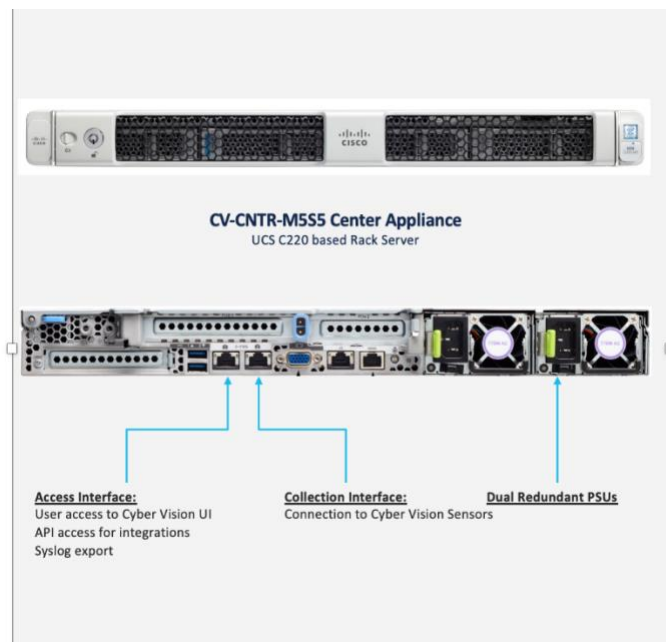 CISCO
CV-CNTR-M5S5 Center Appliance
UCS C220 based Rack Server
Access Interface:
User access to Cyber Vision UI
API access for integrations
Syslog export
Collection Interface:
Connection to Cyber Vision Sensors
Dual Redundant PSUs